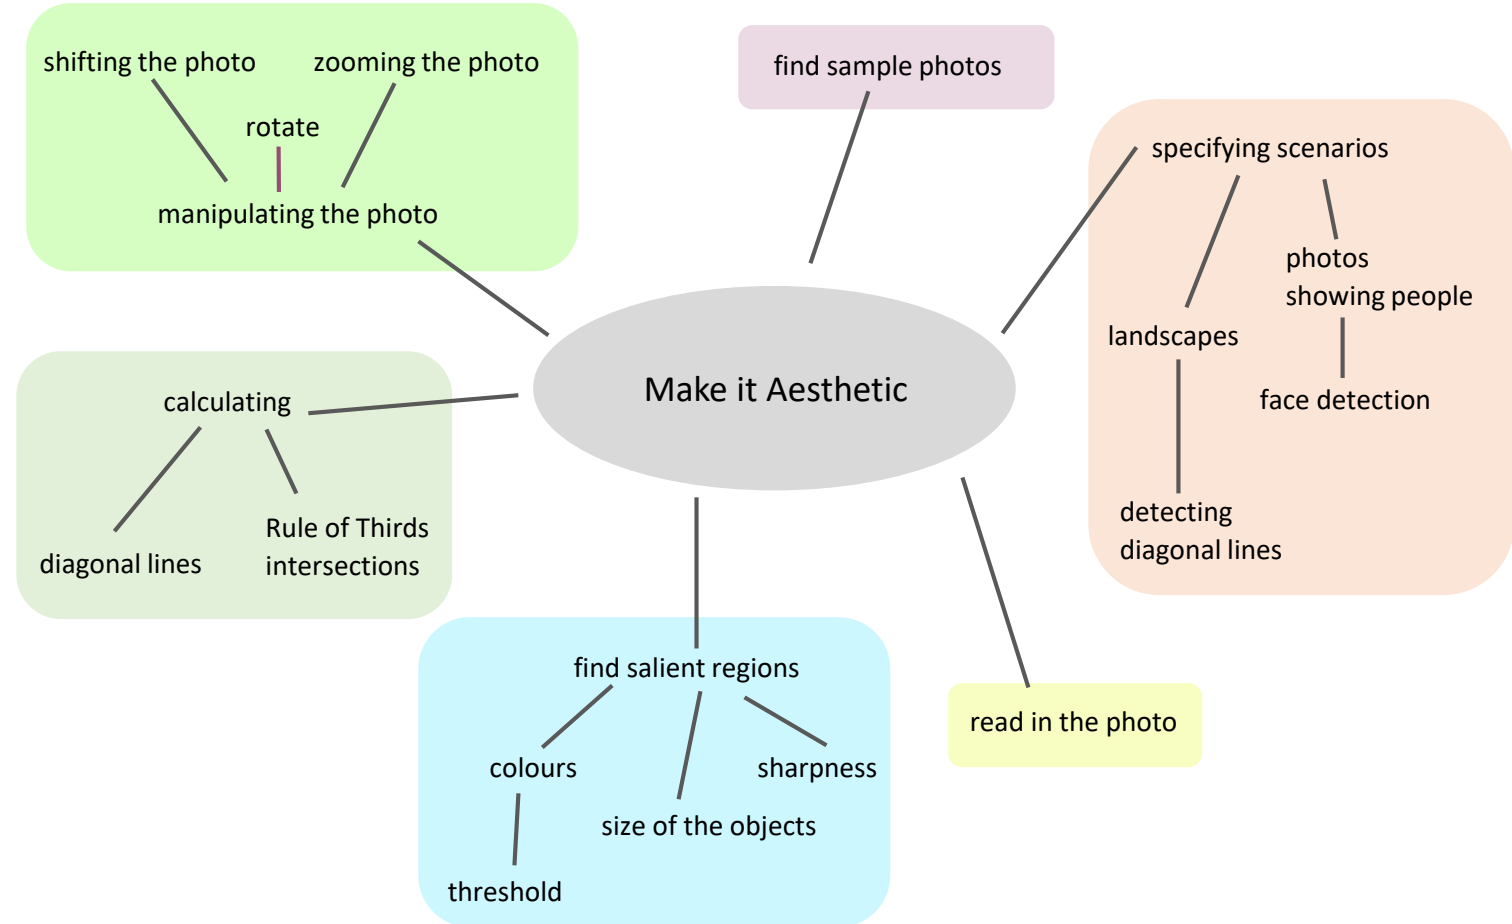 shifting the photo
zooming the photo
rotate
manipulating the photo
find sample photos
specifying scenarios
photos
showing people
landscapes
face detection
detecting
diagonal lines
Make it Aesthetic
calculating
diagonal lines
Rule of Thirds
intersections
find salient regions
colours
sharpness
size of the objects
threshold
read in the photo